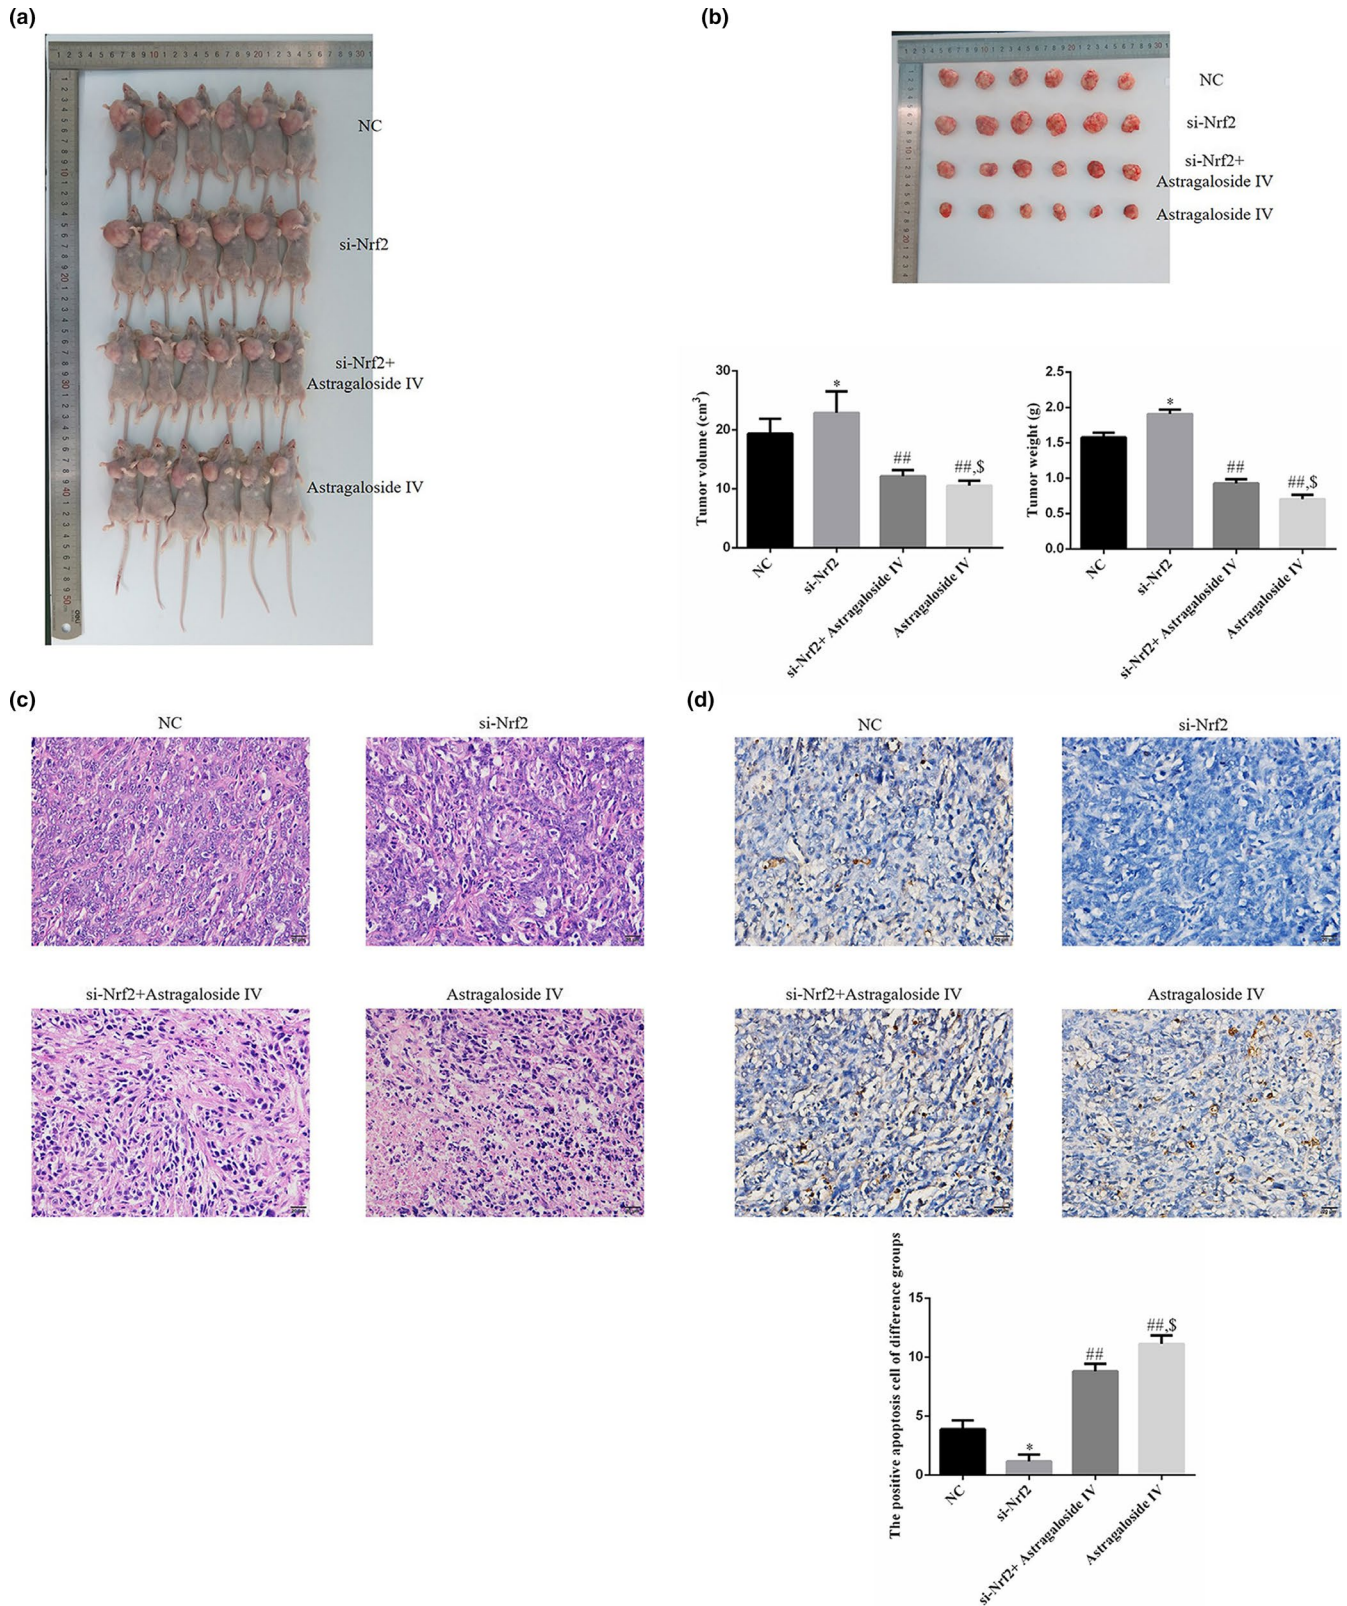 (a)
NC
si-Nrf2
si-Nrf2+
Astragaloside IV
Astragaloside IV
(b)
NC
si-Nrf2
si-Nrf2+
Astragaloside IV
Astragaloside IV
Tumor volume (cm³)
30
20
10
0
*
##
##,$
NC
si-Nrf2
si-Nrf2+ Astragaloside IV
Astragaloside IV
Tumor weight (g)
2.5
2.0
1.5
1.0
0.5
0.0
*
##
##,$
NC
si-Nrf2
si-Nrf2+ Astragaloside IV
Astragaloside IV
(c)
NC
si-Nrf2
si-Nrf2+Astragaloside IV
Astragaloside IV
(d)
NC
si-Nrf2
si-Nrf2+Astragaloside IV
Astragaloside IV
The positive apoptosis cell of difference groups
15
10
5
0
*
##
##,$
NC
si-Nrf2
si-Nrf2+ Astragaloside IV
Astragaloside IV